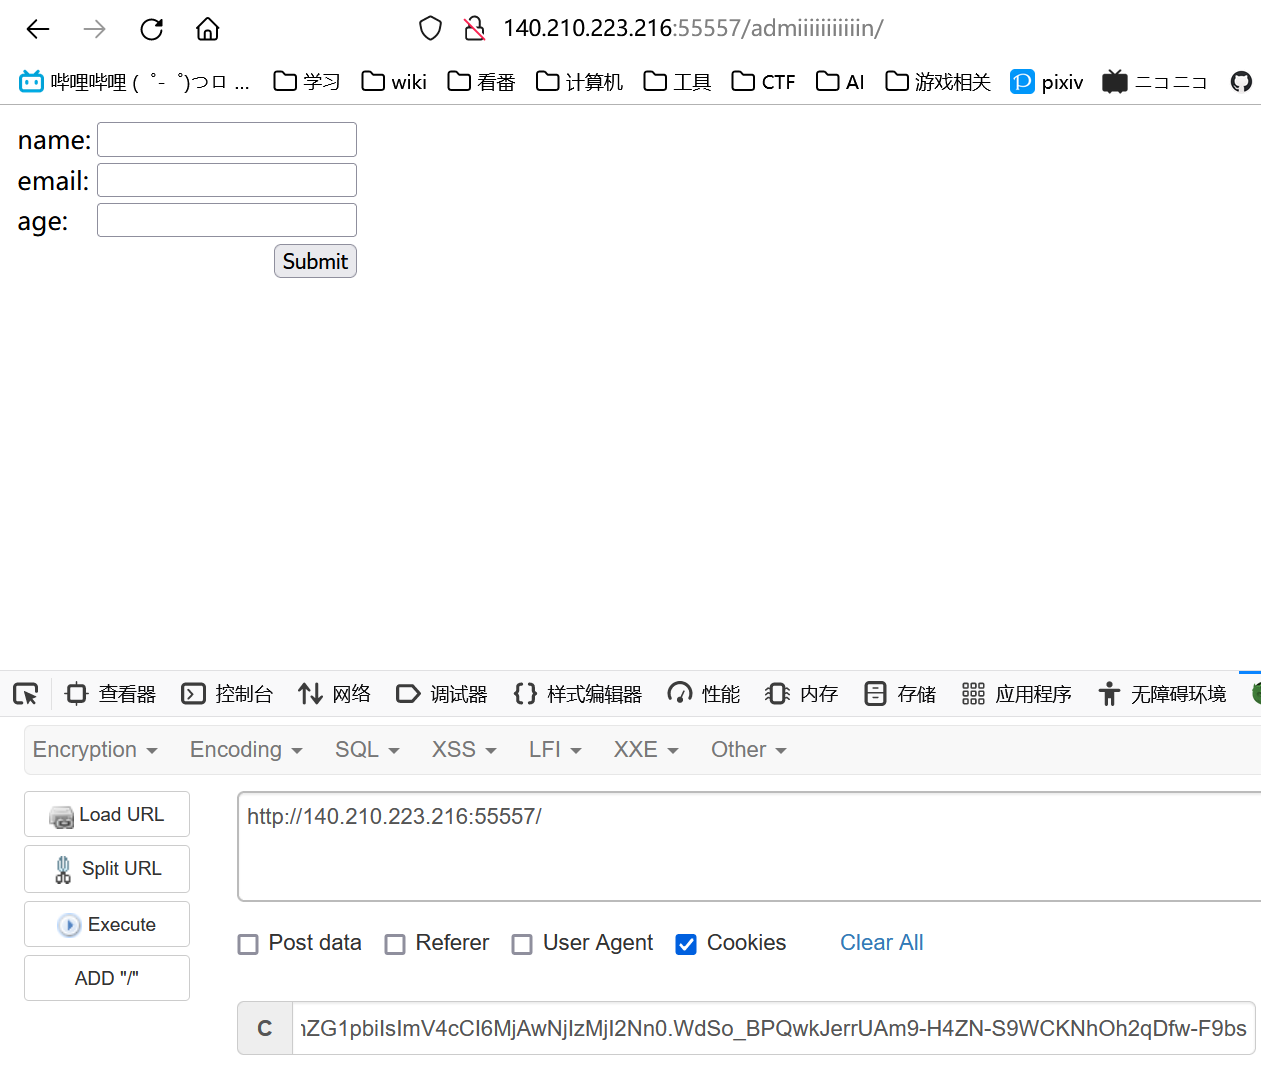 140.210.223.216:55557/admiiiiiiiiiin/
哔哩哔哩 ( ゜- ゜)つロ ... 学习 wiki 看番 计算机 工具 CTF AI 游戏相关 pixiv ニコニコ
name:
email:
age:
Submit
查看器 控制台 网络 调试器 样式编辑器 性能 内存 存储 应用程序 无障碍环境
Encryption Encoding SQL XSS LFI XXE Other
Load URL
http://140.210.223.216:55557/
Split URL
Execute
ADD "/"
Post data Referer User Agent Cookies Clear All
C ZG1pbiIsImV4cCI6MjAwNjIzMjI2Nn0.WdSo_BPQwkJerrUAm9-H4ZN-S9WCKNhOh2qDfw-F9bs